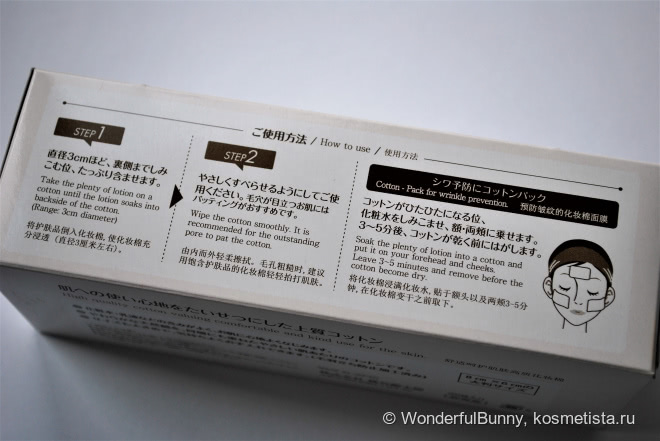 ご使用方法 / How to use / 使用方法
STEP1
直径3cmほど、裏側までしみ
こむ位、たっぷり含ませます。
Take the plenty of lotion on a
cotton until the lotion soaks into
backside of the cotton.
(Range: 3cm diameter)
将护肤品倒入化妆棉, 使化妆棉充
分浸透（直径3厘米左右）。
STEP2
やさしくすべらせるようにしてご使
用ください。毛穴が目立つお肌には
パッティングがおすすめです。
Wipe the cotton smoothly. It is
recommended for the outstanding
pore to pat the cotton.
由内而外轻柔擦拭。毛孔粗糙时, 建议
用饱含护肤品的化妆棉轻轻拍打肌肤。
シワ予防にコットンパック
Cotton - Pack for wrinkle prevention. 预防皱纹的化妆棉面膜
コットンがひたひたになる位、
化粧水をしみこませ、額・両頬に乗せます。
3〜5分後、コットンが乾く前にはがします。
Soak the plenty of lotion into a cotton and
put it on your forehead and cheeks.
Leave 3~5 minutes and remove before the
cotton become dry.
将化妆棉浸满化妆水, 贴于额头以及两颊3-5分
钟, 在化妆棉变干之前取下。
肌への使い心地をたいせつにした上質コットン
© WonderfulBunny, kosmetista.ru